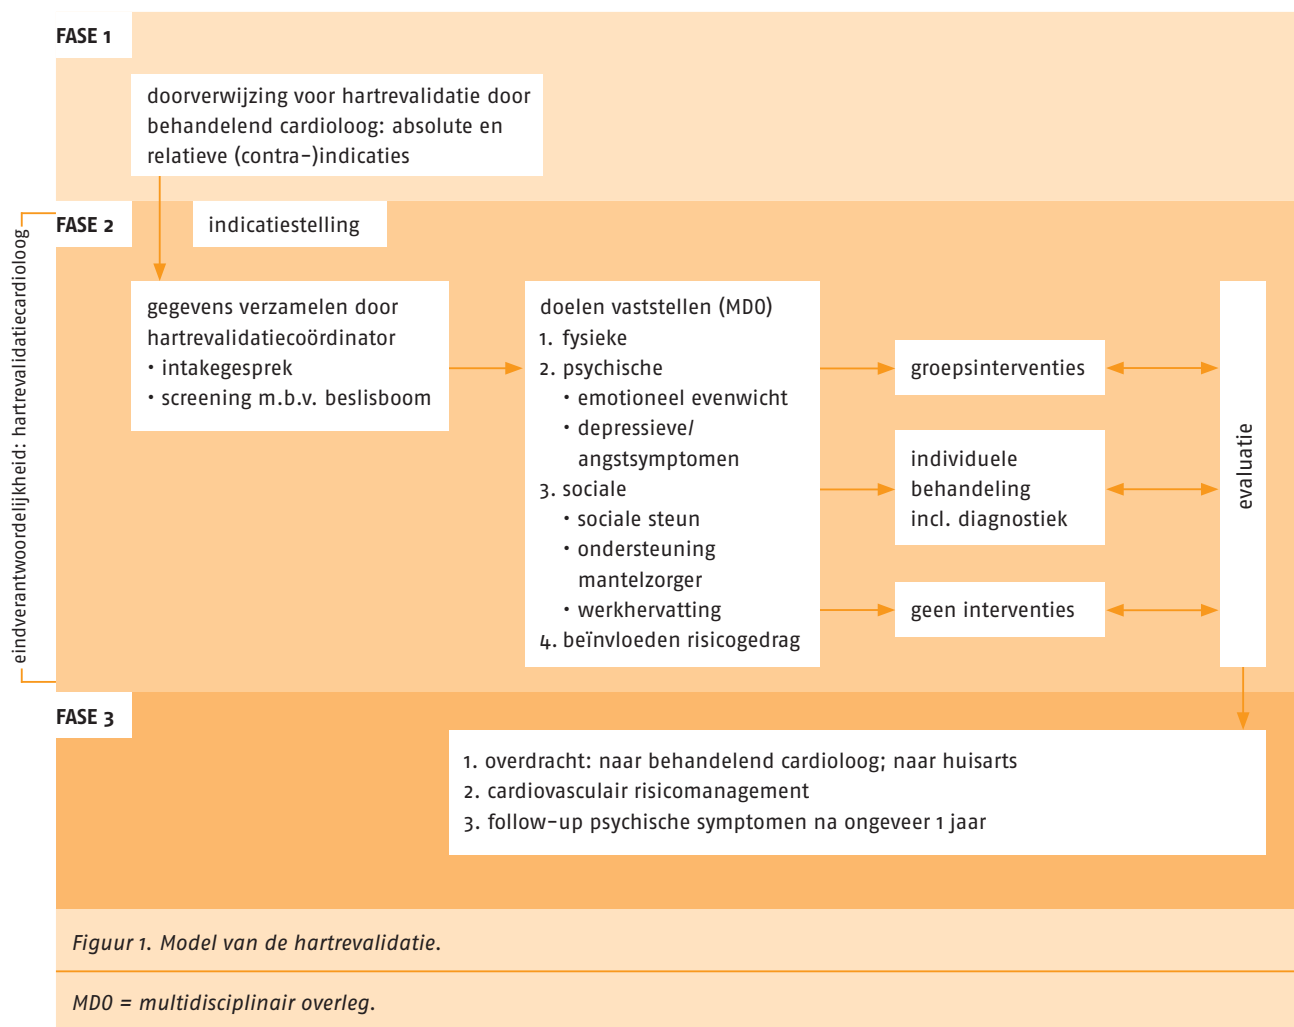 FASE 1
doorverwijzing voor hartrevalidatie door
behandelend cardioloog: absolute en
relatieve (contra-)indicaties
eindverantwoordelijkheid: hartrevalidatiecardioloog
FASE 2
indicatiestelling
gegevens verzamelen door
hartrevalidatiecoördinator
• intakegesprek
• screening m.b.v. beslisboom
doelen vaststellen (MDO)
1. fysieke
2. psychische
• emotioneel evenwicht
• depressieve/
angstsymptomen
3. sociale
• sociale steun
• ondersteuning
mantelzorger
• werkhervatting
4. beïnvloeden risicogedrag
groepsinterventies
individuele
behandeling
incl. diagnostiek
geen interventies
evaluatie
FASE 3
1. overdracht: naar behandelend cardioloog; naar huisarts
2. cardiovasculair risicomanagement
3. follow-up psychische symptomen na ongeveer 1 jaar
Figuur 1. Model van de hartrevalidatie.
MDO = multidisciplinair overleg.